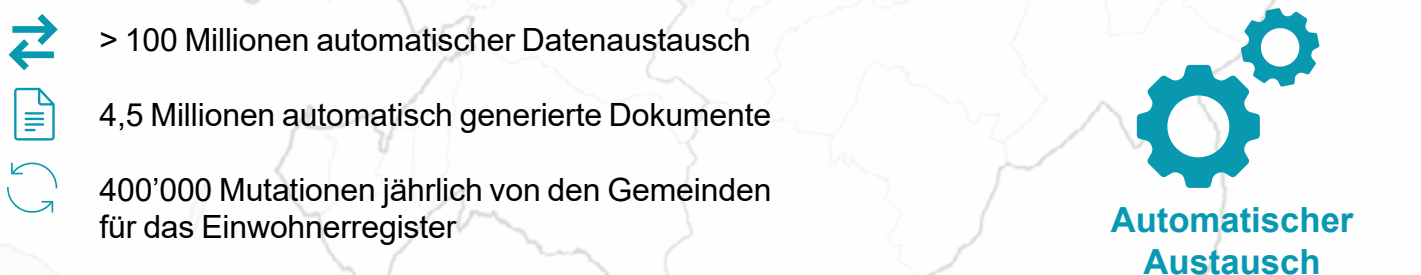 > 100 Millionen automatischer Datenaustausch
4,5 Millionen automatisch generierte Dokumente
400’000 Mutationen jährlich von den Gemeinden
für das Einwohnerregister
Automatischer
Austausch